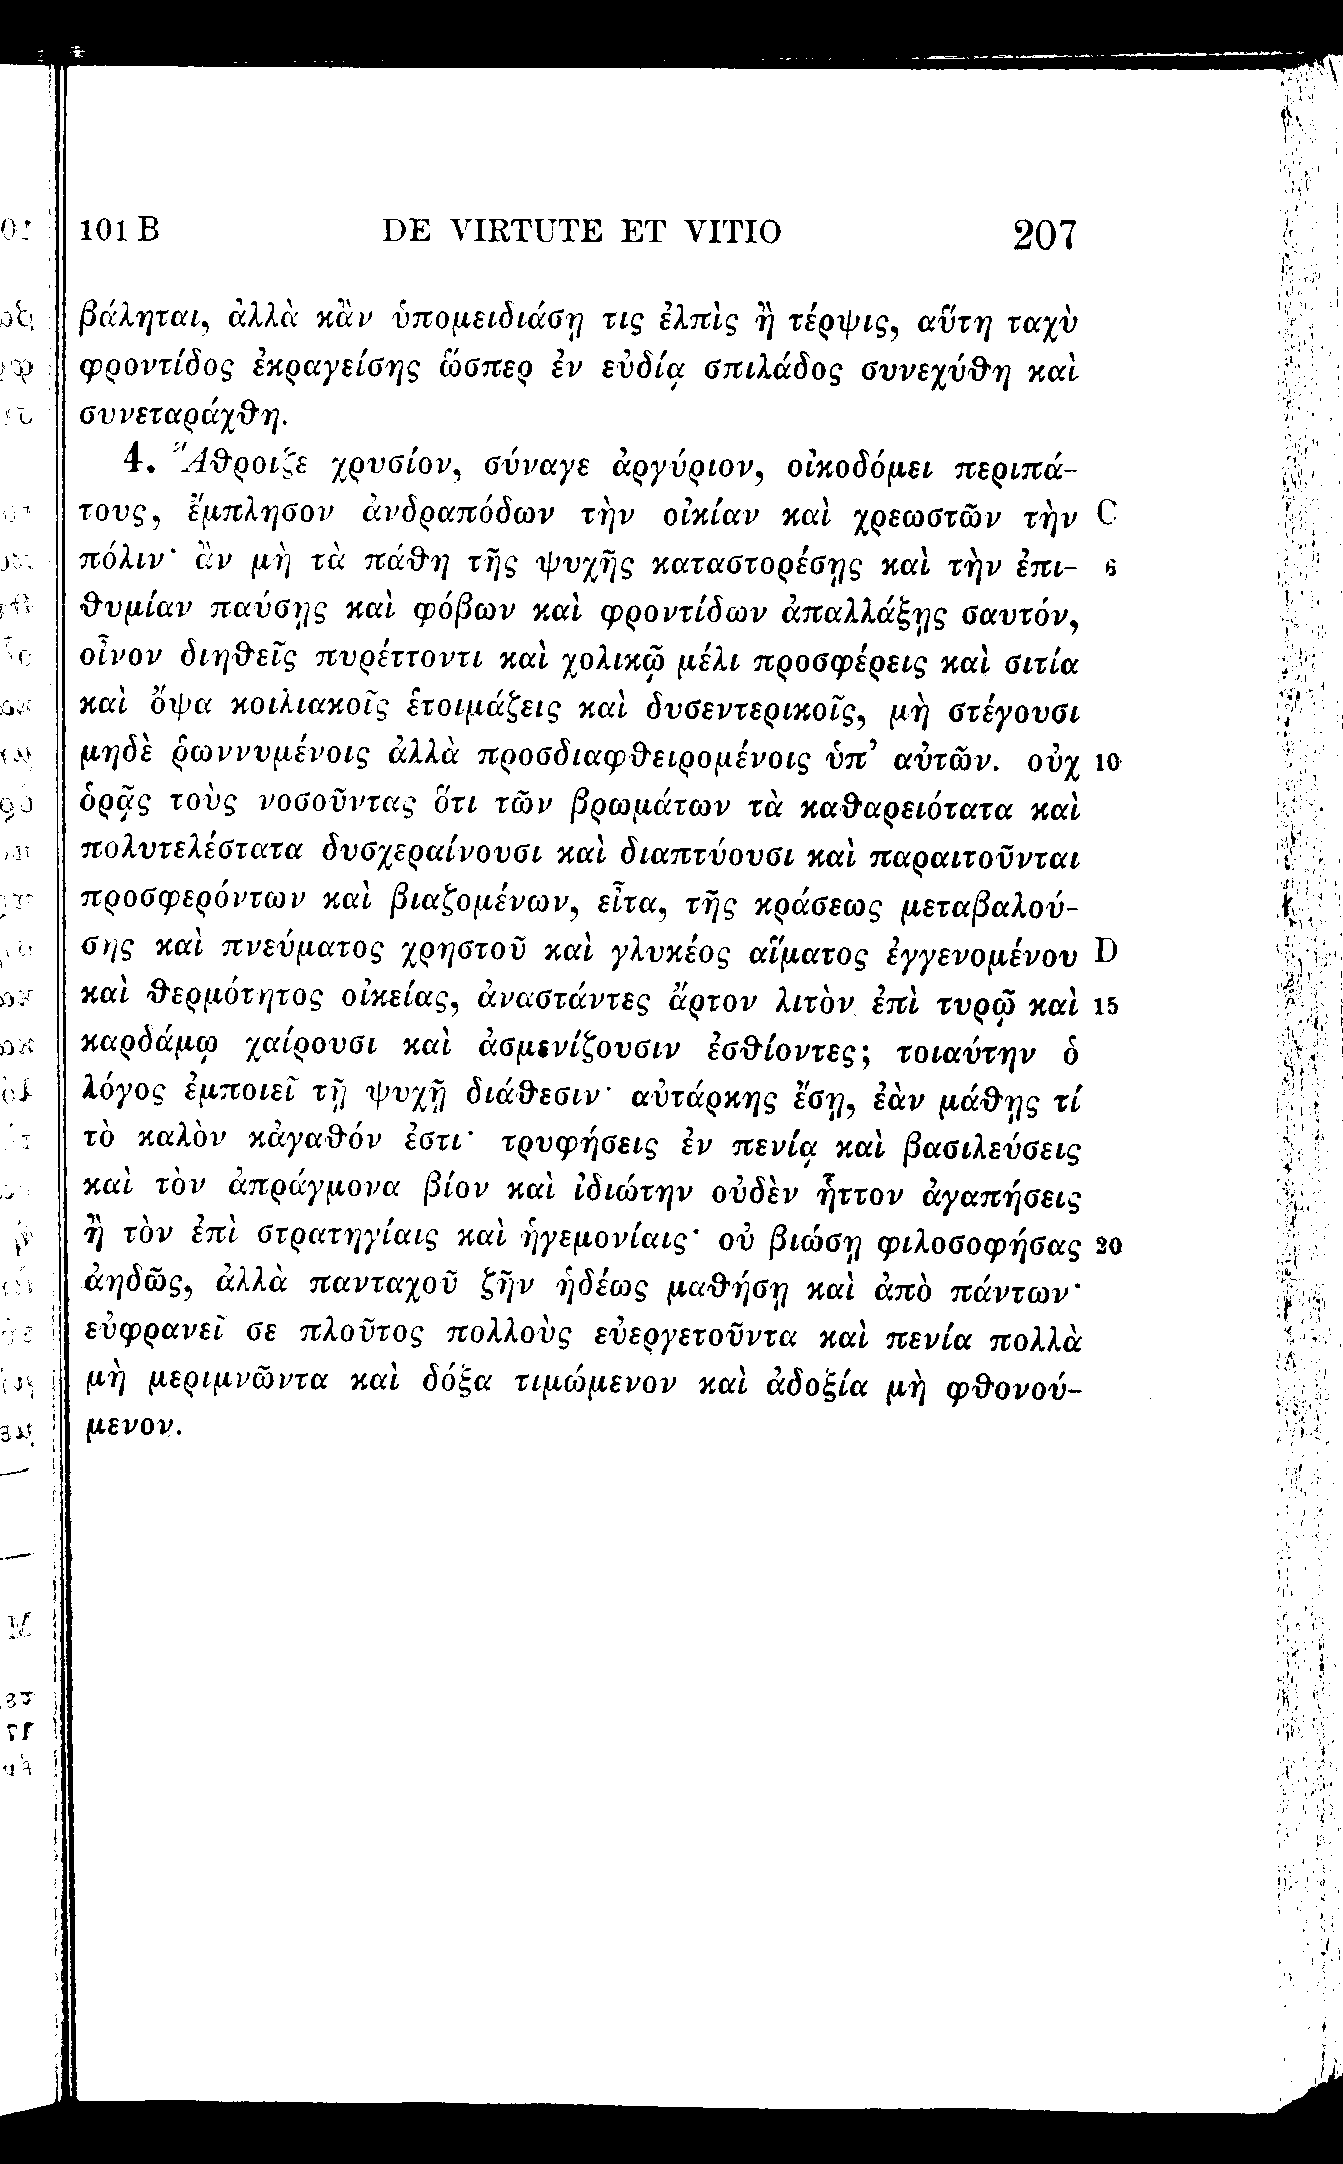 101 B DE VIRTUTE ET VITIO 207
βάληται, ἀλλὰ κἂν ὑπομειδιάσῃ τις ἐλπὶς ἢ τέρψις, αὕτη ταχὺ
φροντίδος ἐκραγείσης ὥσπερ ἐν εὐδίᾳ σπιλάδος συνεχύθη καὶ
συνεταράχθη.
4. Ἄθροιζε χρυσίον, σύναγε ἀργύριον, οἰκοδόμει περιπά-
τους, ἔμπλησον ἀνδραπόδων τὴν οἰκίαν καὶ χρεωστῶν τὴν C
πόλιν· ἂν μὴ τὰ πάθη τῆς ψυχῆς καταστορέσῃς καὶ τὴν ἐπι-
θυμίαν παύσῃς καὶ φόβων καὶ φροντίδων ἀπαλλάξῃς σαυτόν,
οἶνον διηθεῖς πυρέττοντι καὶ χολικῷ μέλι προσφέρεις καὶ σιτία
καὶ ὄψα κοιλιακοῖς ἑτοιμάζεις καὶ δυσεντερικοῖς, μὴ στέγουσι
μηδὲ ῥωννυμένοις ἀλλὰ προσδιαφθειρομένοις ὑπ’ αὐτῶν. οὐχ 10
ὁρᾷς τοὺς νοσοῦντας ὅτι τῶν βρωμάτων τὰ καθαρειότατα καὶ
πολυτελέστατα δυσχεραίνουσι καὶ διαπτύουσι καὶ παραιτοῦνται
προσφερόντων καὶ βιαζομένων, εἶτα, τῆς κράσεως μεταβαλού-
σης καὶ πνεύματος χρηστοῦ καὶ γλυκέος αἵματος ἐγγενομένου D
καὶ θερμότητος οἰκείας, ἀναστάντες ἄρτον λιτὸν ἐπὶ τυρῷ καὶ 15
καρδάμῳ χαίρουσι καὶ ἀσμενίζουσιν ἐσθίοντες; τοιαύτην ὁ
λόγος ἐμποιεῖ τῇ ψυχῇ διάθεσιν· αὐτάρκης ἔσῃ, ἐὰν μάθῃς τί
τὸ καλὸν κἀγαθόν ἐστι· τρυφήσεις ἐν πενίᾳ καὶ βασιλεύσεις
καὶ τὸν ἀπράγμονα βίον καὶ ἰδιώτην οὐδὲν ἧττον ἀγαπήσεις
ἢ τὸν ἐπὶ στρατηγίαις καὶ ἡγεμονίαις· οὐ βιώσῃ φιλοσοφήσας 20
ἀηδῶς, ἀλλὰ πανταχοῦ ζῆν ἡδέως μαθήσῃ καὶ ἀπὸ πάντων·
εὐφρανεῖ σε πλοῦτος πολλοὺς εὐεργετοῦντα καὶ πενία πολλὰ
μὴ μεριμνῶντα καὶ δόξα τιμώμενον καὶ ἀδοξία μὴ φθονού-
μενον.